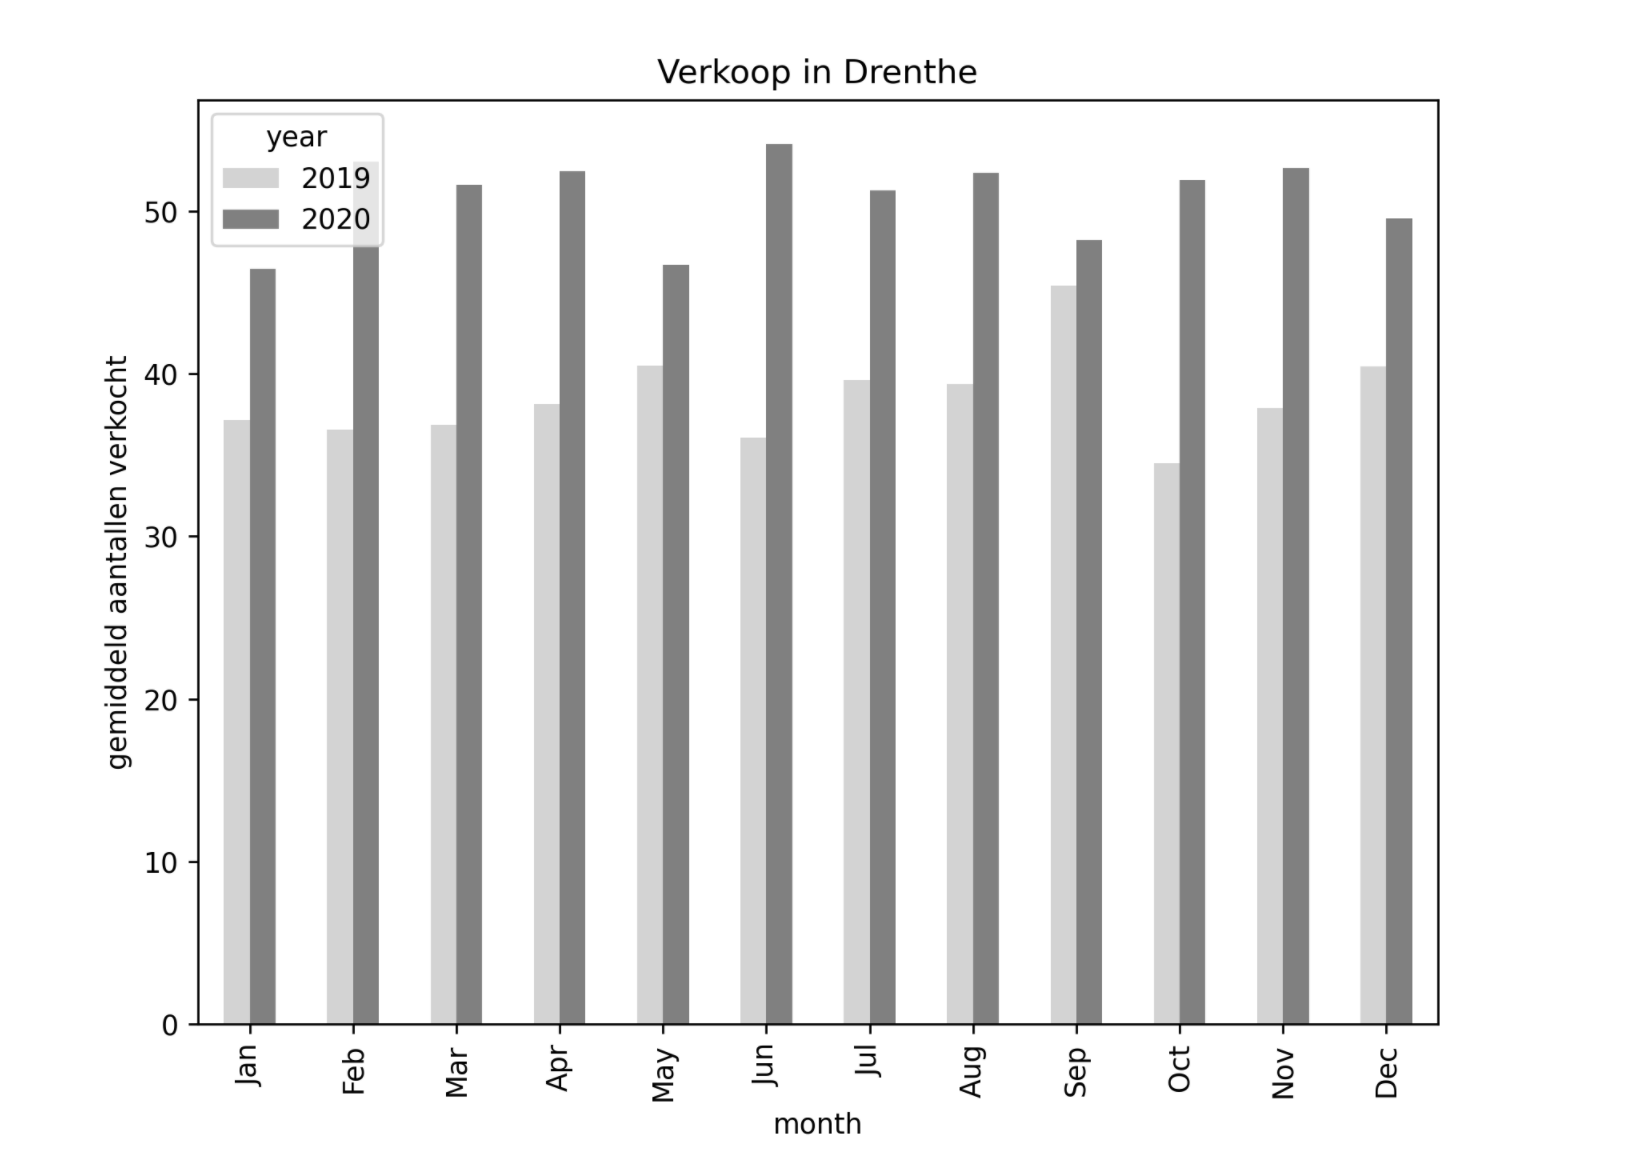 Verkoop in Drenthe
year
2019
2020
50
40
30
20
10
0
gemiddeld aantallen verkocht
Jan
Feb
Mar
Apr
May
Jun
Jul
Aug
Sep
Oct
Nov
Dec
month